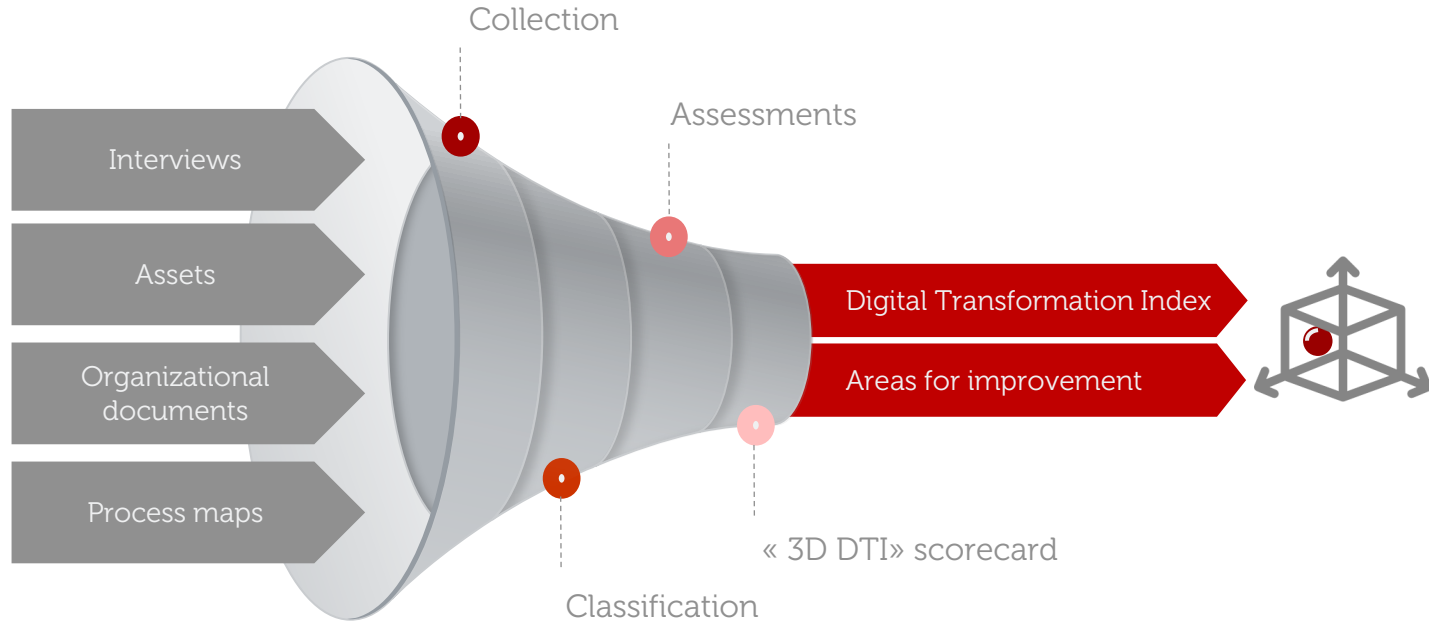 Collection
Assessments
Interviews
Assets
Organizational
documents
Process maps
Digital Transformation Index
Areas for improvement
« 3D DTI» scorecard
Classification